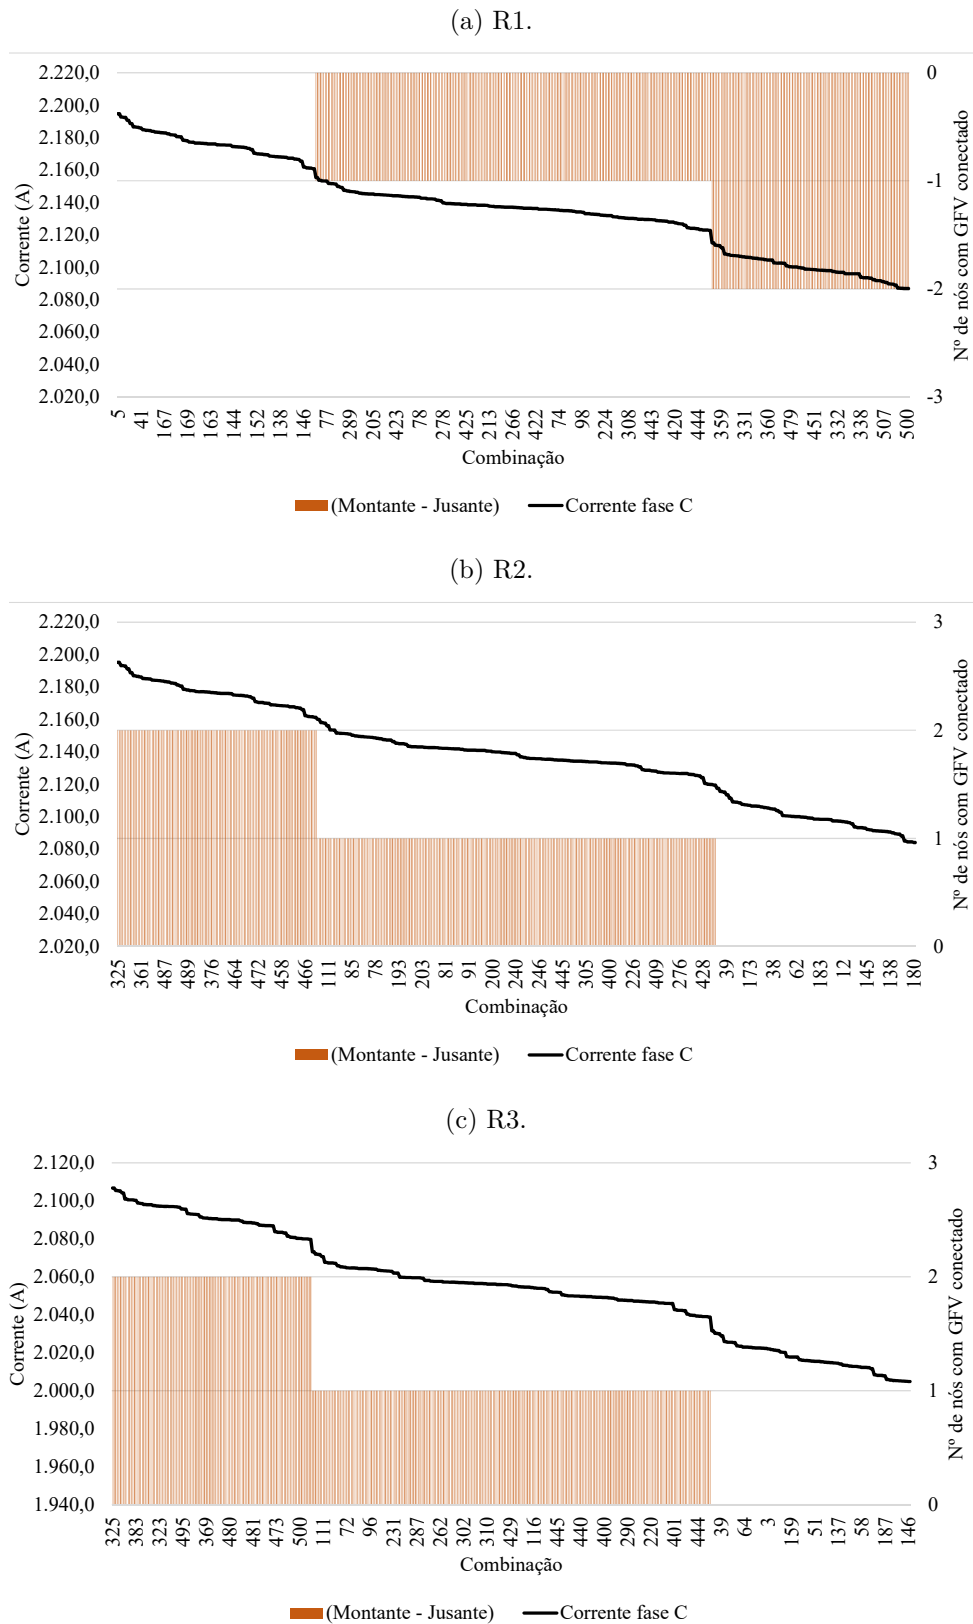 (a) R1.
2.220,0
2.200,0
2.180,0
2.160,0
2.140,0
2.120,0
2.100,0
2.080,0
2.060,0
2.040,0
2.020,0
Corrente (A)
0
-1
-2
-3
Nº de nós com GFV conectado
5 41 167 169 163 144 152 138 146 77 289 205 423 78 278 425 213 266 422 74 98 224 308 443 420 444 359 331 360 479 451 332 338 507 500
Combinação
(Montante - Jusante) Corrente fase C
(b) R2.
2.220,0
2.200,0
2.180,0
2.160,0
2.140,0
2.120,0
2.100,0
2.080,0
2.060,0
2.040,0
2.020,0
Corrente (A)
3
2
1
0
Nº de nós com GFV conectado
325 361 487 489 376 464 472 458 466 111 85 78 193 203 81 91 200 240 246 445 305 400 226 409 276 428 39 173 38 62 183 12 145 138 180
Combinação
(Montante - Jusante) Corrente fase C
(c) R3.
2.120,0
2.100,0
2.080,0
2.060,0
2.040,0
2.020,0
2.000,0
1.980,0
1.960,0
1.940,0
Corrente (A)
3
2
1
0
Nº de nós com GFV conectado
325 383 323 495 369 480 481 473 500 111 72 96 231 287 262 302 310 429 116 445 440 400 290 220 401 444 39 64 3 159 51 137 58 187 146
Combinação
(Montante - Jusante) Corrente fase C